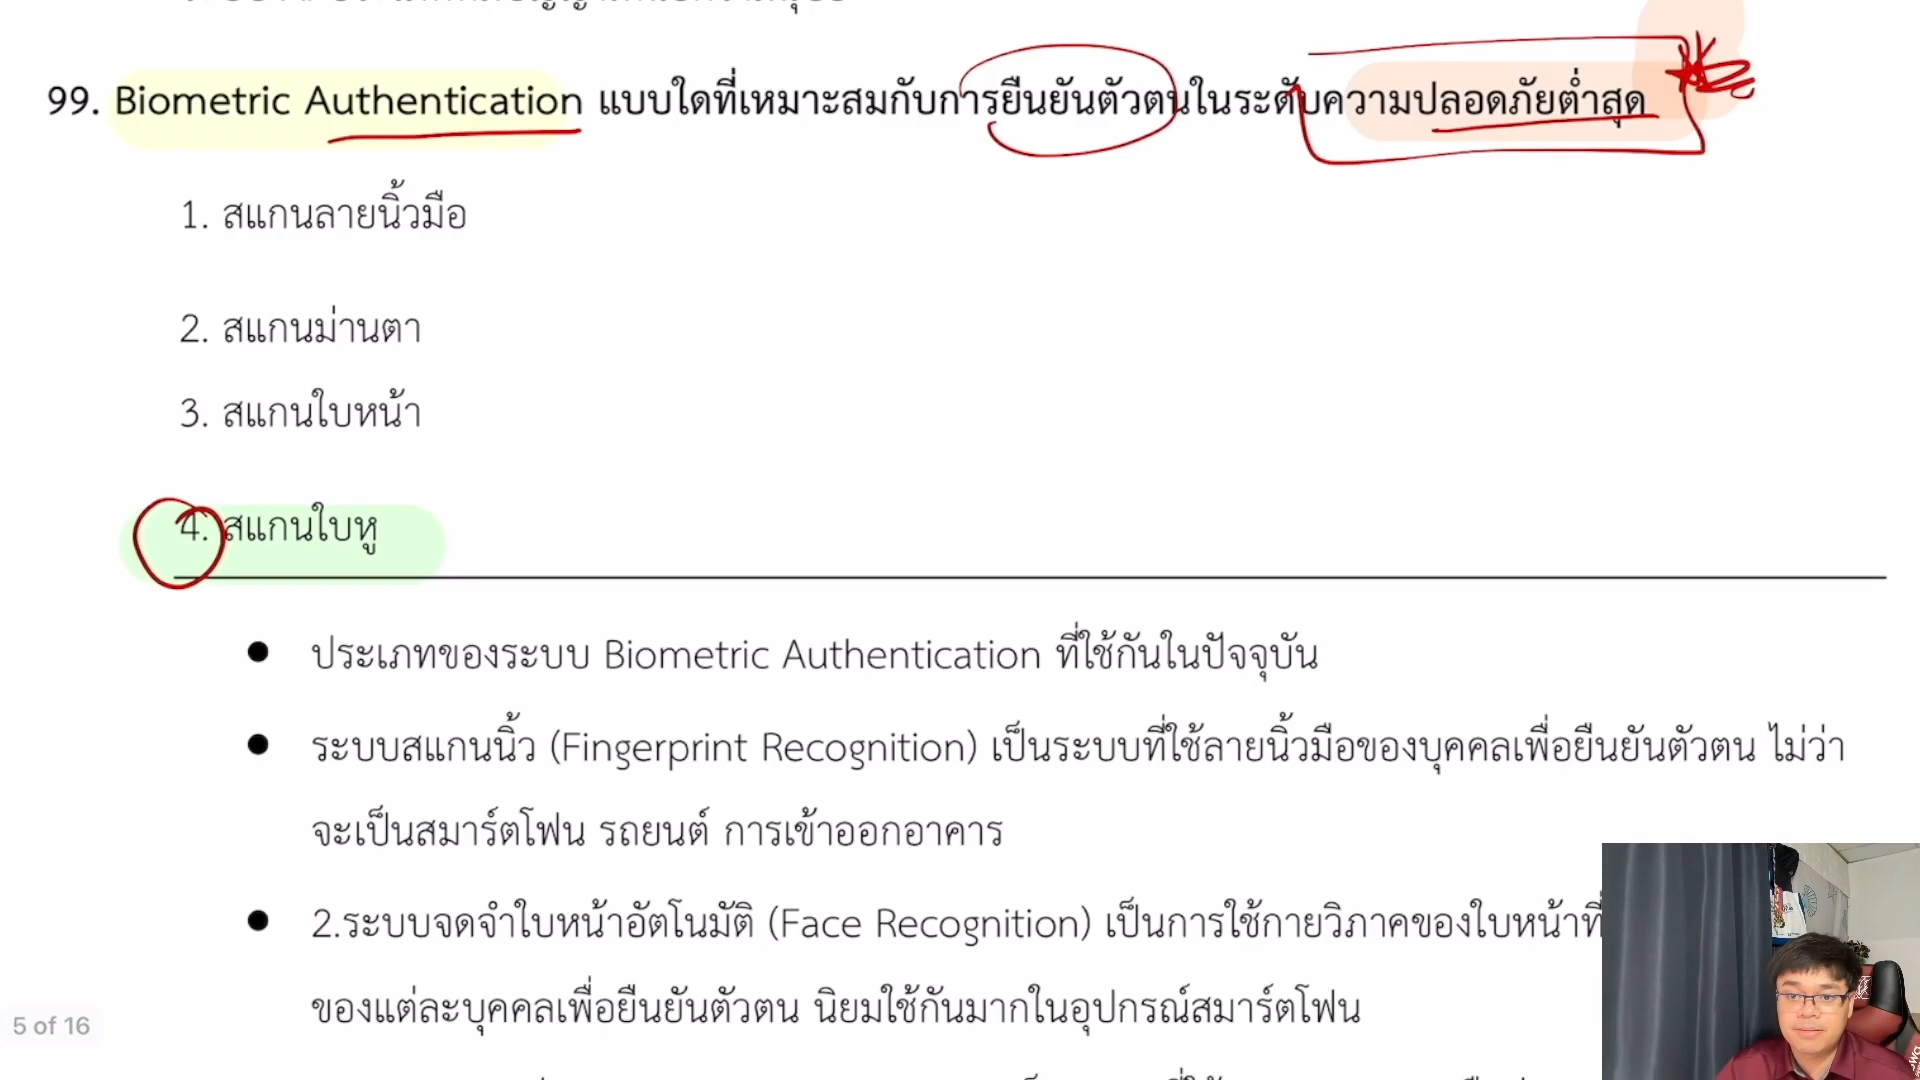 99. Biometric Authentication แบบใดที่เหมาะสมกับการยืนยันตัวตนในระดับความปลอดภัยต่ำสุด
1. สแกนลายนิ้วมือ
2. สแกนม่านตา
3. สแกนใบหน้า
4. สแกนใบหู
● ประเภทของระบบ Biometric Authentication ที่ใช้กันในปัจจุบัน
● ระบบสแกนนิ้ว (Fingerprint Recognition) เป็นระบบที่ใช้ลายนิ้วมือของบุคคลเพื่อยืนยันตัวตน ไม่ว่า
จะเป็นสมาร์ตโฟน รถยนต์ การเข้าออกอาคาร
● 2.ระบบจดจำใบหน้าอัตโนมัติ (Face Recognition) เป็นการใช้กายวิภาคของใบหน้าที่
ของแต่ละบุคคลเพื่อยืนยันตัวตน นิยมใช้กันมากในอุปกรณ์สมาร์ตโฟน
5 of 16